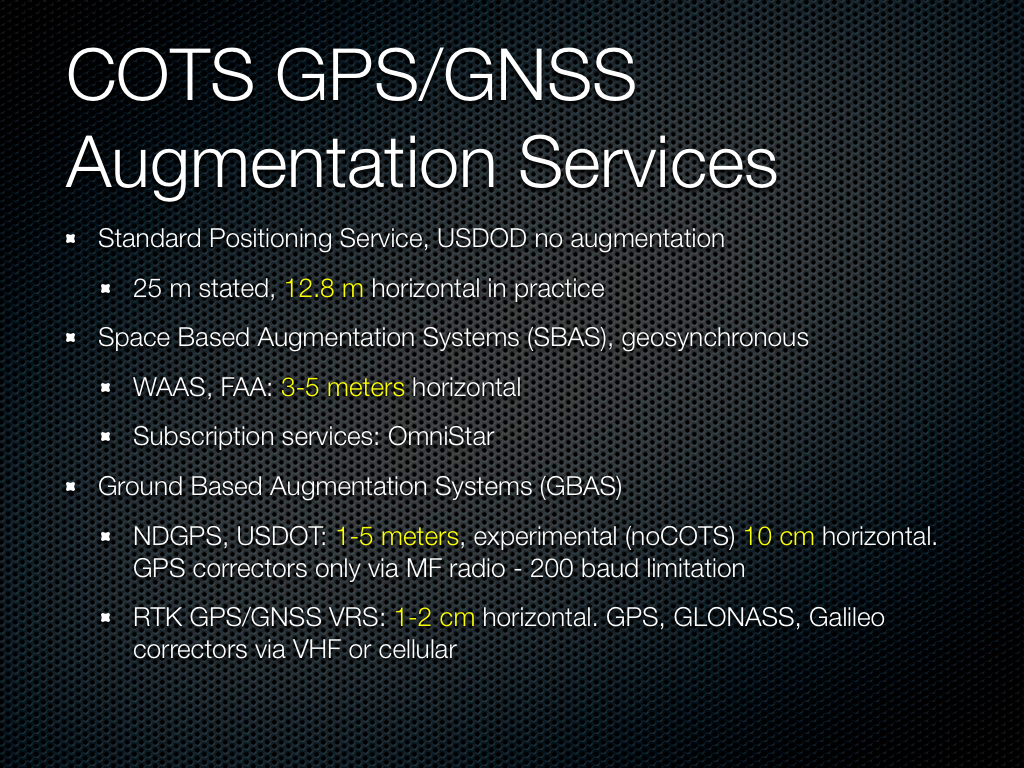 COTS GPS/GNSS
Augmentation Services
Standard Positioning Service, USDOD no augmentation
25 m stated, 12.8 m horizontal in practice
Space Based Augmentation Systems (SBAS), geosynchronous
WAAS, FAA: 3-5 meters horizontal
Subscription services: OmniStar
Ground Based Augmentation Systems (GBAS)
NDGPS, USDOT: 1-5 meters, experimental (noCOTS) 10 cm horizontal.
GPS correctors only via MF radio - 200 baud limitation
RTK GPS/GNSS VRS: 1-2 cm horizontal. GPS, GLONASS, Galileo
correctors via VHF or cellular